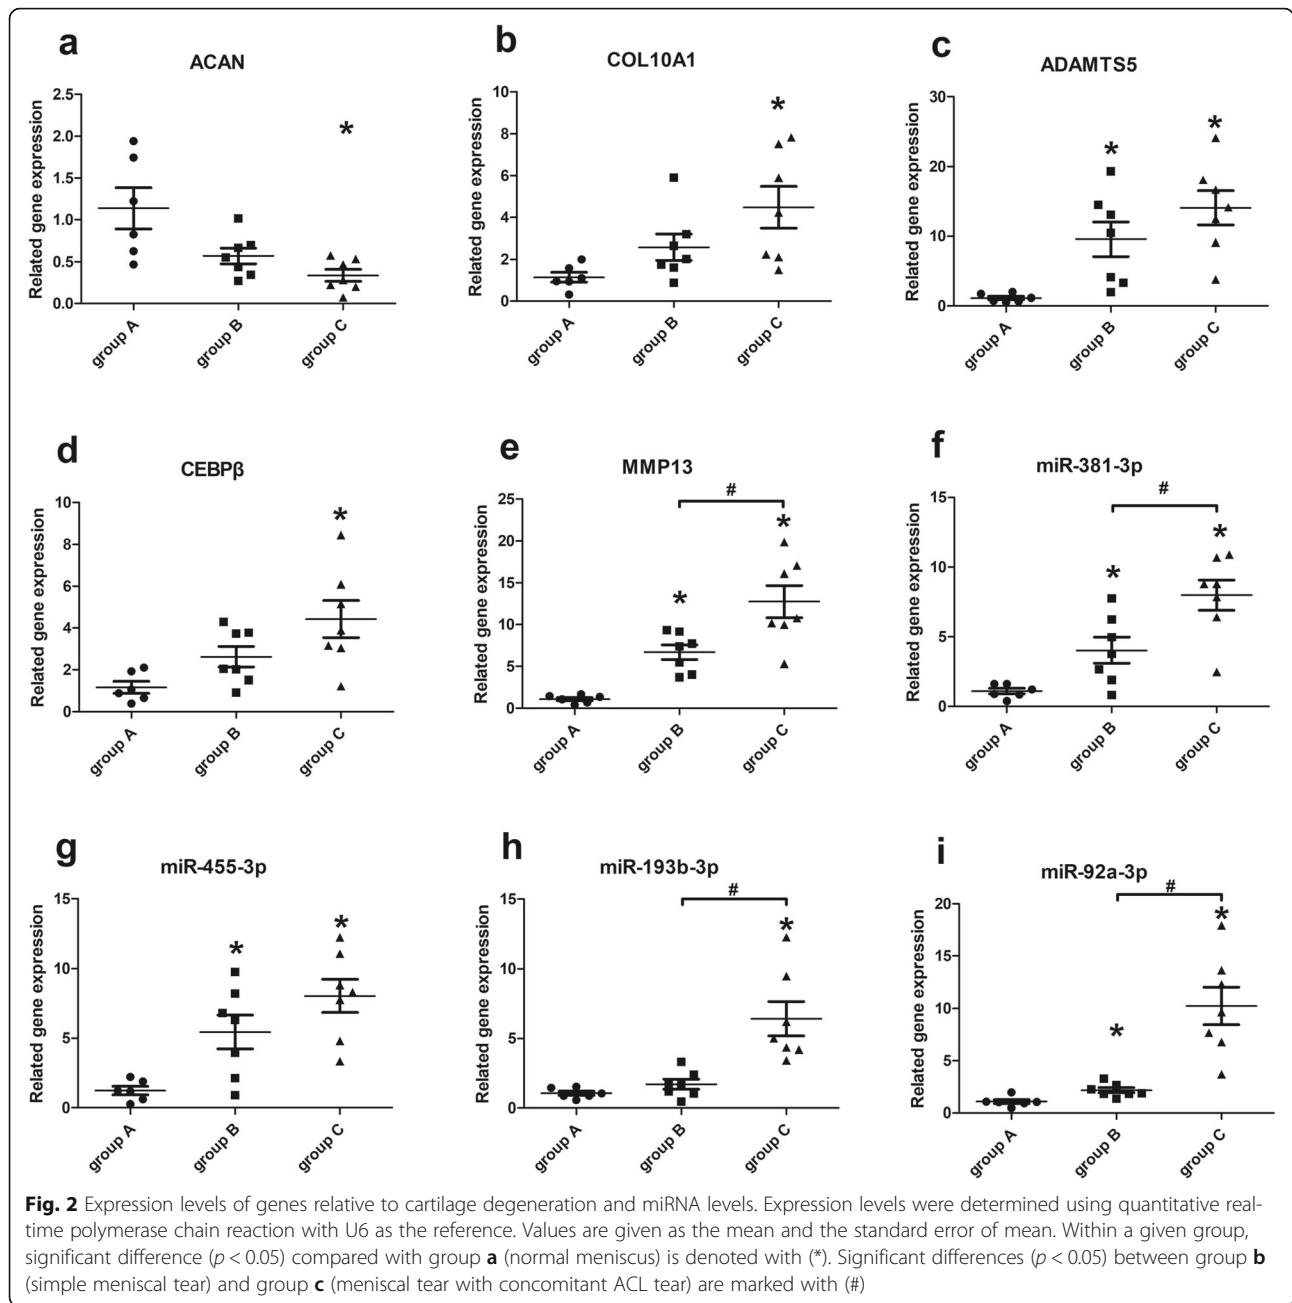 a
ACAN
Related gene expression
2.5
2.0
1.5
1.0
0.5
0.0
*
group A
group B
group C
b
COL10A1
Related gene expression
10
8
6
4
2
0
*
group A
group B
group C
c
ADAMTS5
Related gene expression
30
20
10
0
*
*
group A
group B
group C
d
CEBPβ
Related gene expression
10
8
6
4
2
0
*
group A
group B
group C
e
MMP13
Related gene expression
25
20
15
10
5
0
#
*
*
group A
group B
group C
f
miR-381-3p
Related gene expression
15
10
5
0
#
*
*
group A
group B
group C
g
miR-455-3p
Related gene expression
15
10
5
0
*
*
group A
group B
group C
h
miR-193b-3p
Related gene expression
15
10
5
0
#
*
group A
group B
group C
i
miR-92a-3p
Related gene expression
20
15
10
5
0
#
*
*
group A
group B
group C
Fig. 2 Expression levels of genes relative to cartilage degeneration and miRNA levels. Expression levels were determined using quantitative real-
time polymerase chain reaction with U6 as the reference. Values are given as the mean and the standard error of mean. Within a given group,
significant difference (p < 0.05) compared with group a (normal meniscus) is denoted with (*). Significant differences (p < 0.05) between group b
(simple meniscal tear) and group c (meniscal tear with concomitant ACL tear) are marked with (#)